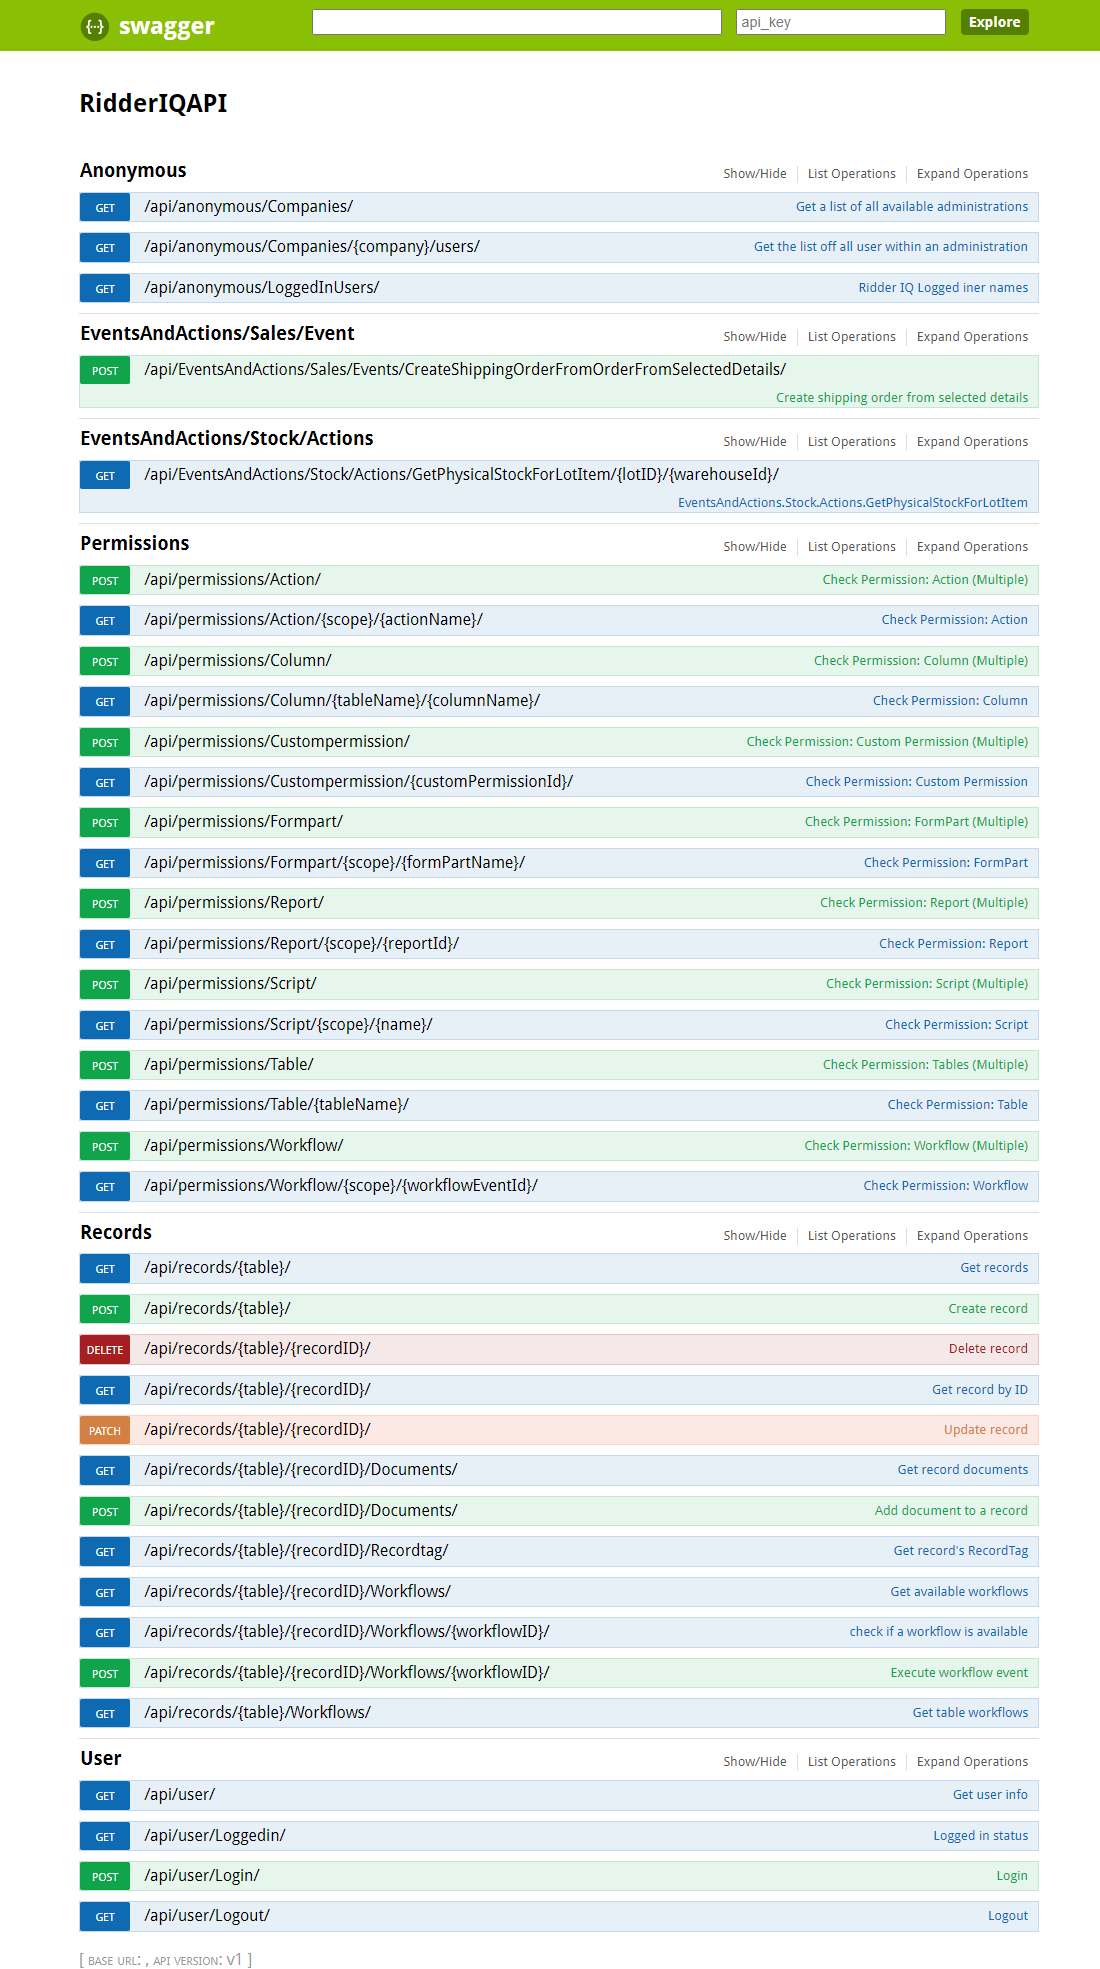 swagger
api_key
Explore
RidderIQAPI
Anonymous Show/Hide List Operations Expand Operations
GET /api/anonymous/Companies/ Get a list of all available administrations
GET /api/anonymous/Companies/{company}/users/ Get the list off all user within an administration
GET /api/anonymous/LoggedInUsers/ Ridder IQ Logged iner names
EventsAndActions/Sales/Event Show/Hide List Operations Expand Operations
POST /api/EventsAndActions/Sales/Events/CreateShippingOrderFromOrderFromSelectedDetails/
Create shipping order from selected details
EventsAndActions/Stock/Actions Show/Hide List Operations Expand Operations
GET /api/EventsAndActions/Stock/Actions/GetPhysicalStockForLotItem/{lotID}/{warehouseId}/
EventsAndActions.Stock.Actions.GetPhysicalStockForLotItem
Permissions Show/Hide List Operations Expand Operations
POST /api/permissions/Action/ Check Permission: Action (Multiple)
GET /api/permissions/Action/{scope}/{actionName}/ Check Permission: Action
POST /api/permissions/Column/ Check Permission: Column (Multiple)
GET /api/permissions/Column/{tableName}/{columnName}/ Check Permission: Column
POST /api/permissions/Custompermission/ Check Permission: Custom Permission (Multiple)
GET /api/permissions/Custompermission/{customPermissionId}/ Check Permission: Custom Permission
POST /api/permissions/Formpart/ Check Permission: FormPart (Multiple)
GET /api/permissions/Formpart/{scope}/{formPartName}/ Check Permission: FormPart
POST /api/permissions/Report/ Check Permission: Report (Multiple)
GET /api/permissions/Report/{scope}/{reportId}/ Check Permission: Report
POST /api/permissions/Script/ Check Permission: Script (Multiple)
GET /api/permissions/Script/{scope}/{name}/ Check Permission: Script
POST /api/permissions/Table/ Check Permission: Tables (Multiple)
GET /api/permissions/Table/{tableName}/ Check Permission: Table
POST /api/permissions/Workflow/ Check Permission: Workflow (Multiple)
GET /api/permissions/Workflow/{scope}/{workflowEventId}/ Check Permission: Workflow
Records Show/Hide List Operations Expand Operations
GET /api/records/{table}/ Get records
POST /api/records/{table}/ Create record
DELETE /api/records/{table}/{recordID}/ Delete record
GET /api/records/{table}/{recordID}/ Get record by ID
PATCH /api/records/{table}/{recordID}/ Update record
GET /api/records/{table}/{recordID}/Documents/ Get record documents
POST /api/records/{table}/{recordID}/Documents/ Add document to a record
GET /api/records/{table}/{recordID}/Recordtag/ Get record's RecordTag
GET /api/records/{table}/{recordID}/Workflows/ Get available workflows
GET /api/records/{table}/{recordID}/Workflows/{workflowID}/ check if a workflow is available
POST /api/records/{table}/{recordID}/Workflows/{workflowID}/ Execute workflow event
GET /api/records/{table}/Workflows/ Get table workflows
User Show/Hide List Operations Expand Operations
GET /api/user/ Get user info
GET /api/user/Loggedin/ Logged in status
POST /api/user/Login/ Login
GET /api/user/Logout/ Logout
[ BASE URL: , API VERSION: v1 ]